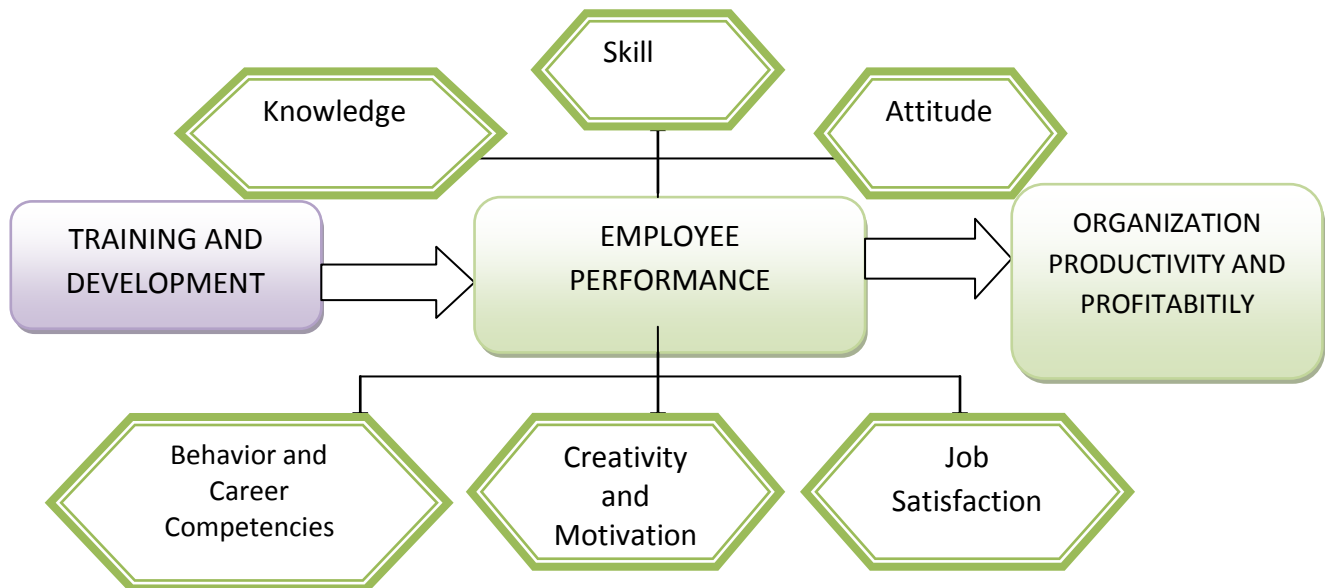 Skill
Knowledge
Attitude
TRAINING AND
DEVELOPMENT
EMPLOYEE
PERFORMANCE
ORGANIZATION
PRODUCTIVITY AND
PROFITABITILY
Behavior and
Career
Competencies
Creativity
and
Motivation
Job
Satisfaction